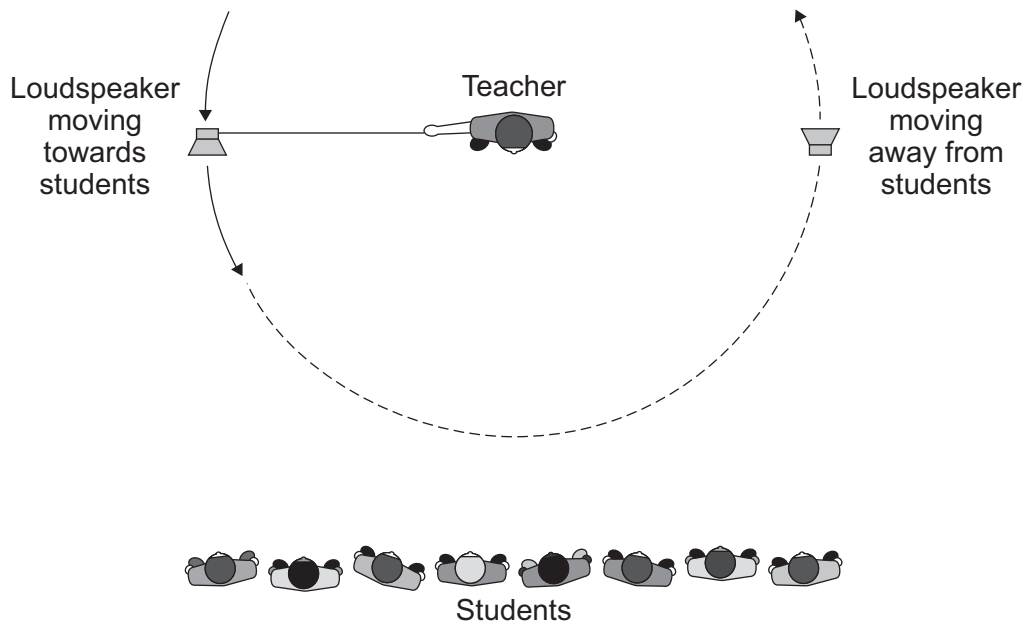 Loudspeaker
moving
towards
students
Teacher
Loudspeaker
moving
away from
students
Students